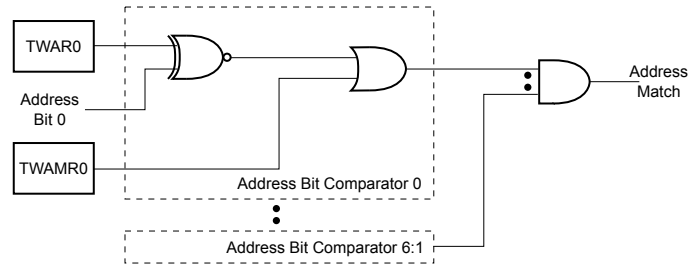 TWAR0
Address
Bit 0
Address
Match
TWAMR0
Address Bit Comparator 0
Address Bit Comparator 6:1